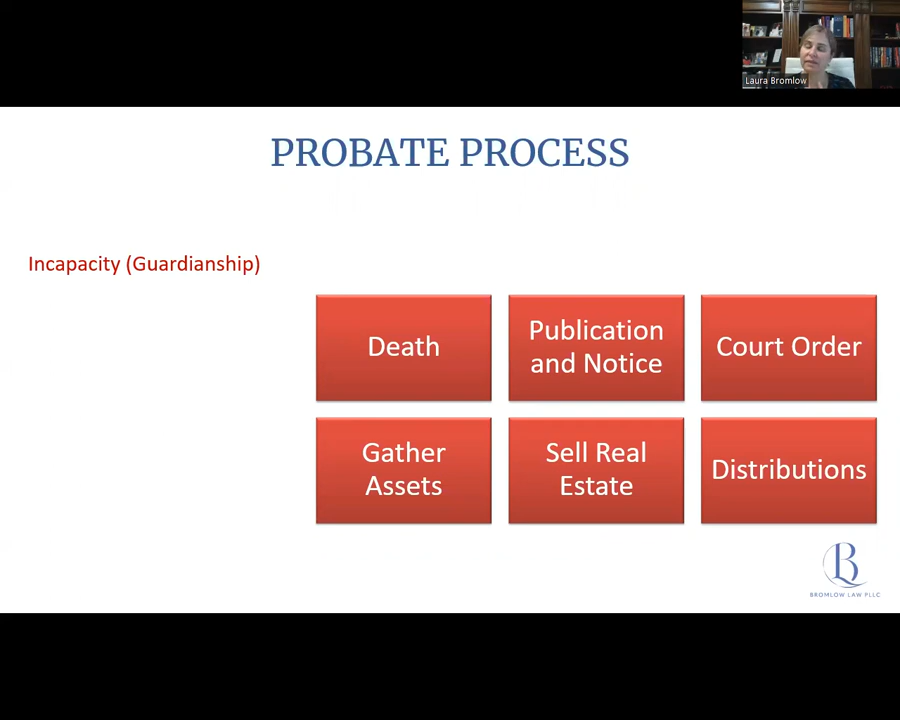 Laura Bromlow
PROBATE PROCESS
Incapacity (Guardianship)
Death
Publication
and Notice
Court Order
Gather
Assets
Sell Real
Estate
Distributions
BROMLOW LAW PLLC